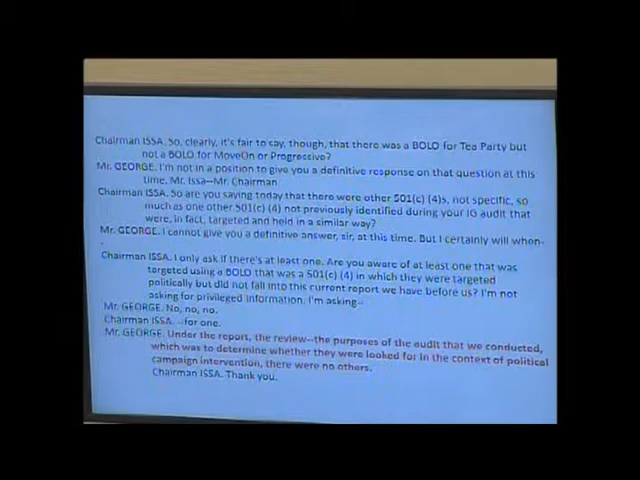 Chairman ISSA. So, clearly, it's fair to say, though, that there was a BOLO for Tea Party but
not a BOLO for MoveOn or Progressive?
Mr. GEORGE. I'm not in a position to give you a definitive response on that question at this
time, Mr. Issa--Mr. Chairman.
Chairman ISSA. So are you saying today that there were other 501(c) (4)s, not specific, so
much as one other 501(c) (4) not previously identified during your IG audit that
were, in fact, targeted and held in a similar way?
Mr. GEORGE. I cannot give you a definitive answer, sir, at this time. But I certainly will when-
-
Chairman ISSA. I only ask if there's at least one. Are you aware of at least one that was
targeted using a BOLO that was a 501(c) (4) in which they were targeted
politically but did not fall into this current report we have before us? I'm not
asking for privileged information. I'm asking--
Mr. GEORGE. No, no, no.
Chairman ISSA. --for one.
Mr. GEORGE. Under the report, the review--the purposes of the audit that we conducted,
which was to determine whether they were looked for in the context of political
campaign intervention, there were no others.
Chairman ISSA. Thank you.